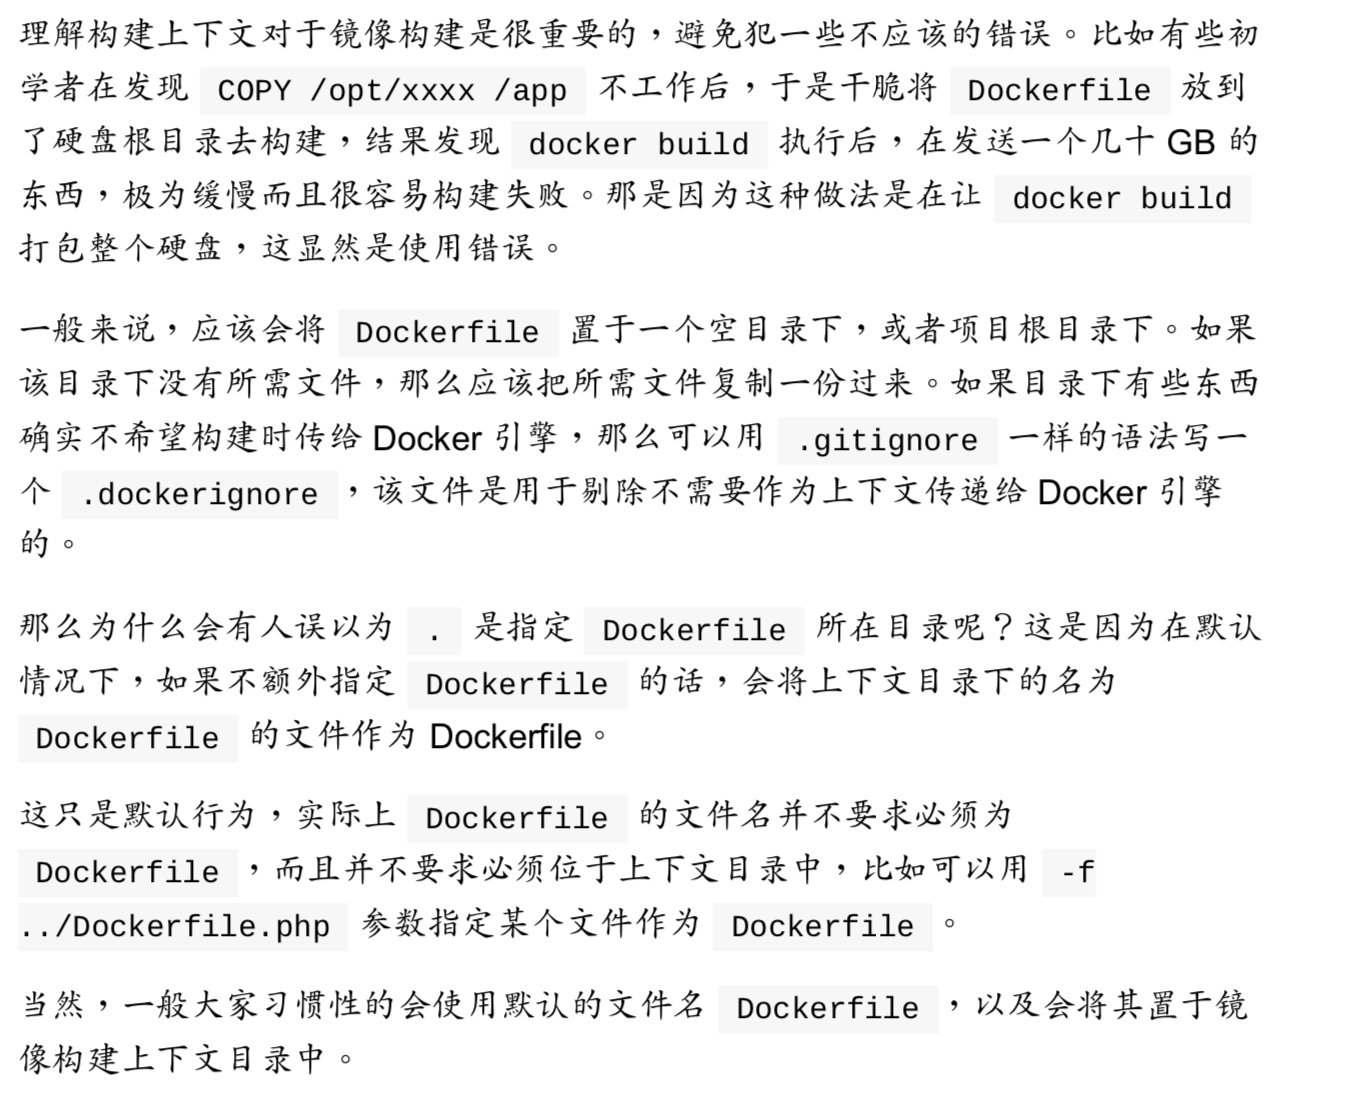 理解构建上下文对于镜像构建是很重要的，避免犯一些不应该的错误。比如有些初
学者在发现 COPY /opt/xxxx /app 不工作后，于是干脆将 Dockerfile 放到
了硬盘根目录去构建，结果发现 docker build 执行后，在发送一个几十 GB 的
东西，极为缓慢而且很容易构建失败。那是因为这种做法是在让 docker build
打包整个硬盘，这显然是使用错误。
一般来说，应该会将 Dockerfile 置于一个空目录下，或者项目根目录下。如果
该目录下没有所需文件，那么应该把所需文件复制一份过来。如果目录下有些东西
确实不希望构建时传给 Docker 引擎，那么可以用 .gitignore 一样的语法写一
个 .dockerignore ，该文件是用于剔除不需要作为上下文传递给 Docker 引擎
的。
那么为什么会有人误以为 . 是指定 Dockerfile 所在目录呢？这是因为在默认
情况下，如果不额外指定 Dockerfile 的话，会将上下文目录下的名为
Dockerfile 的文件作为 Dockerfile。
这只是默认行为，实际上 Dockerfile 的文件名并不要求必须为
Dockerfile ，而且并不要求必须位于上下文目录中，比如可以用 -f
../Dockerfile.php 参数指定某个文件作为 Dockerfile 。
当然，一般大家习惯性的会使用默认的文件名 Dockerfile ，以及会将其置于镜
像构建上下文目录中。